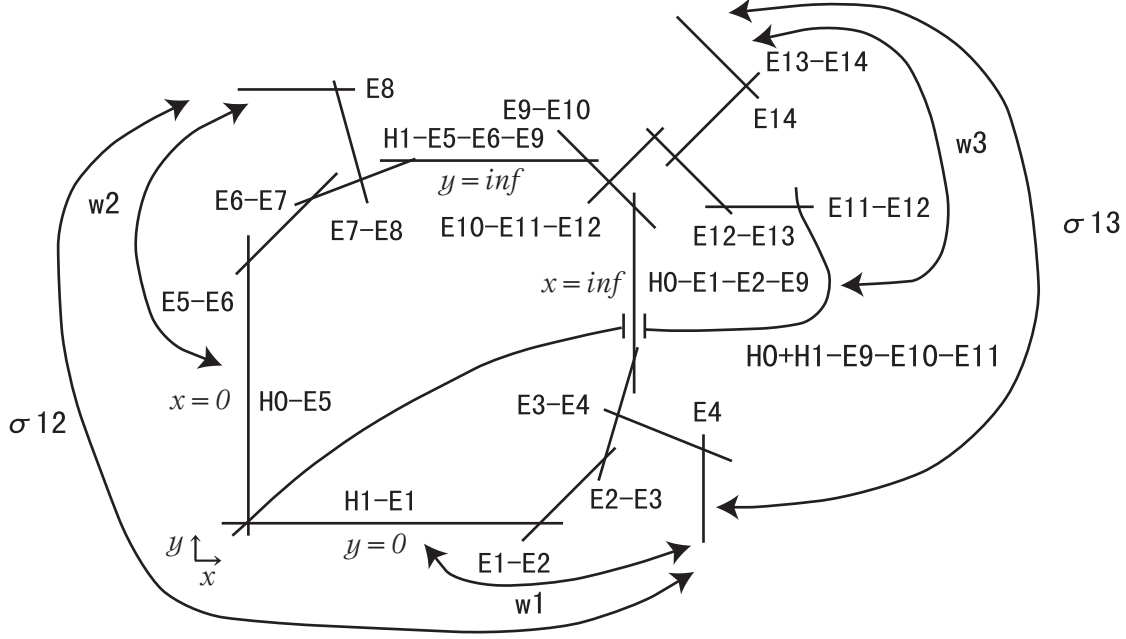 E13−E14
E8
E9−E10
E14
H1−E5−E6−E9
w3
y = inf
w2
E6−E7
E11−E12
E7−E8
E10−E11−E12
E12−E13
σ13
x = inf
H0−E1−E2−E9
E5−E6
H0+H1−E9−E10−E11
x = 0
H0−E5
E3−E4
E4
σ12
H1−E1
E2−E3
y
y = 0
x
E1−E2
w1